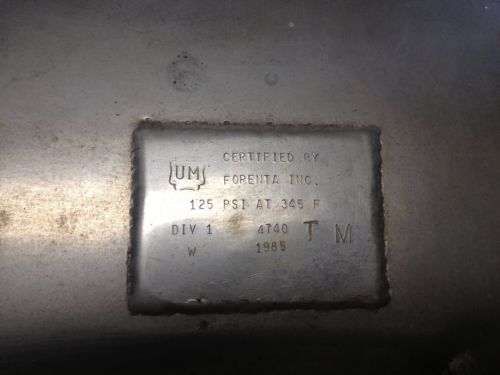 UM
CERTIFIED BY
FORENTA INC.
125 PSI AT 345 F
DIV 1 4740 T M
W 1985